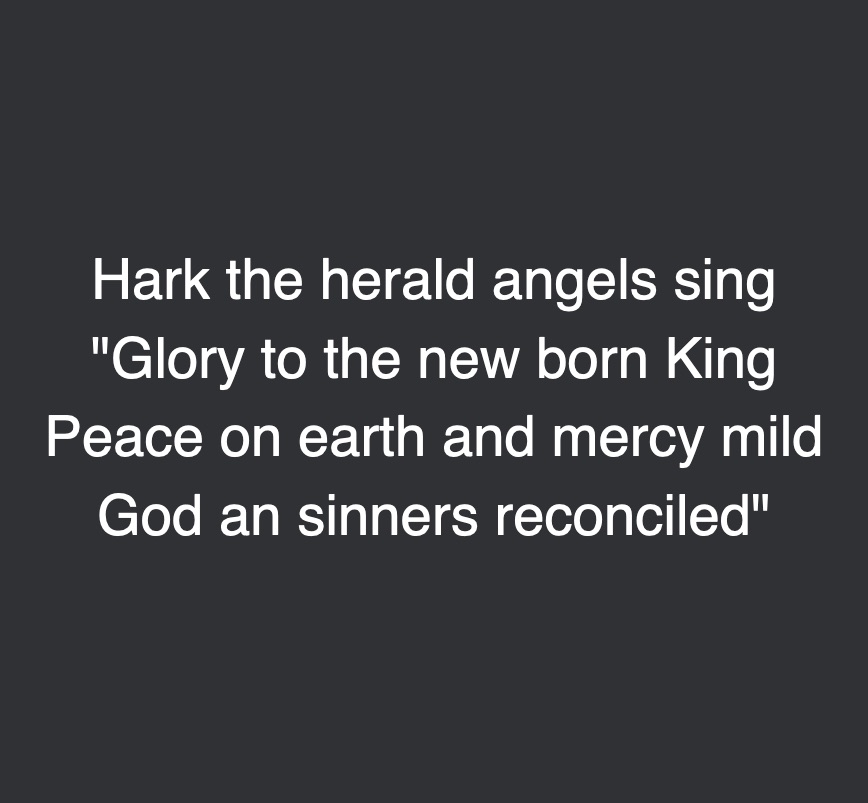 Hark the herald angels sing
"Glory to the new born King
Peace on earth and mercy mild
God an sinners reconciled"